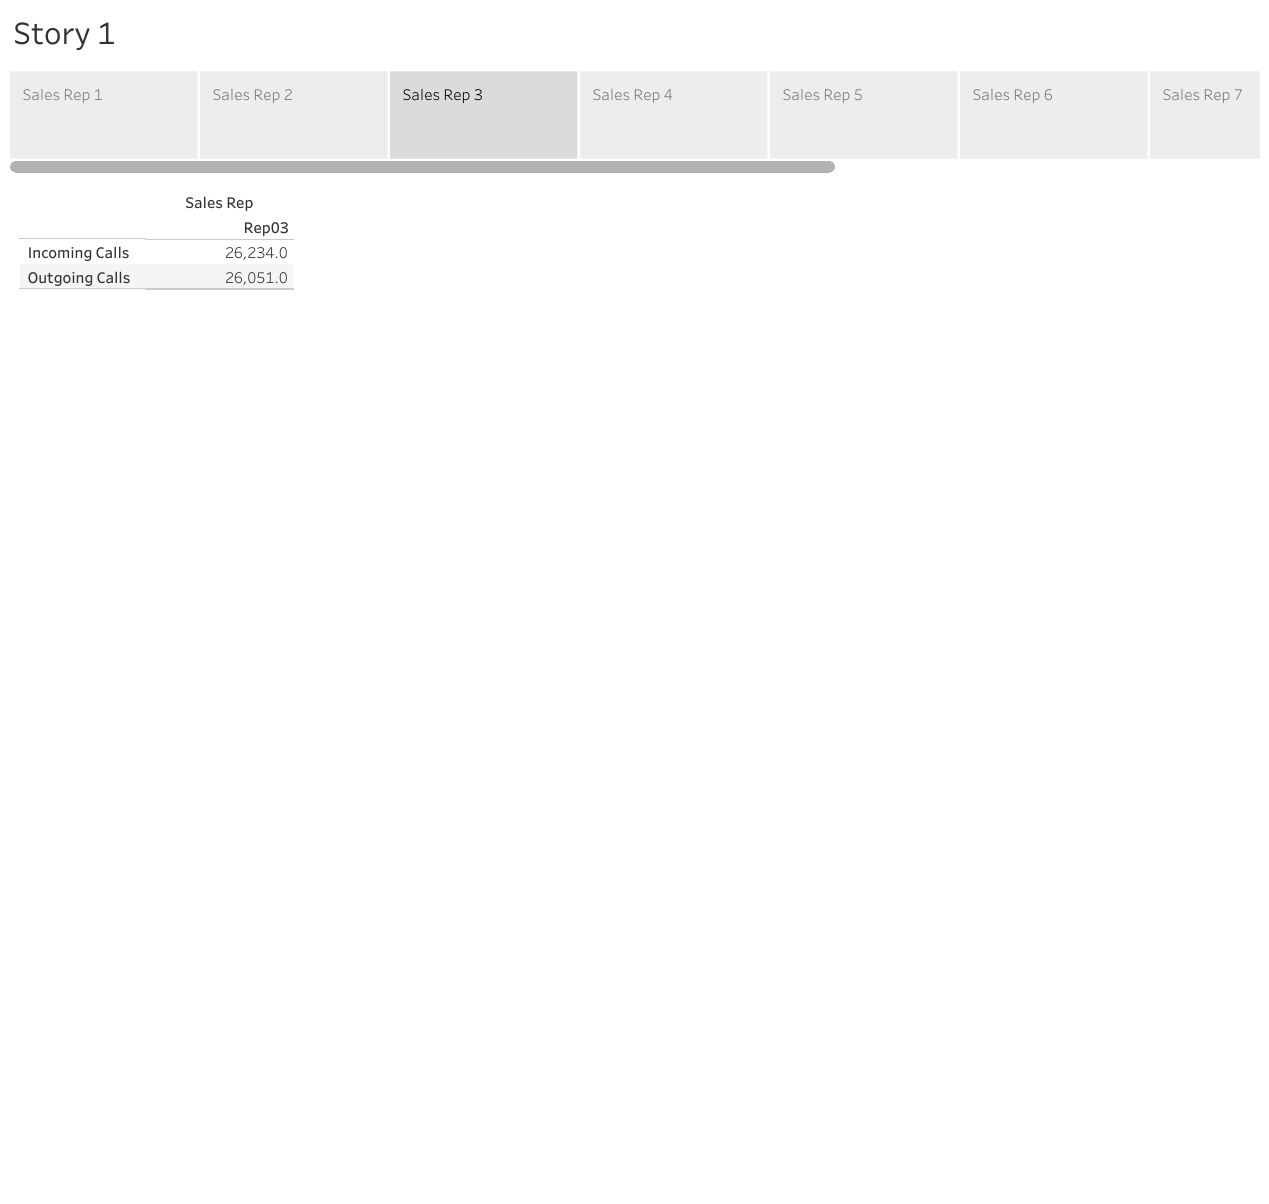 Story 1
Sales Rep 1 Sales Rep 2 Sales Rep 3 Sales Rep 4 Sales Rep 5 Sales Rep 6 Sales Rep 7
Sales Rep
Rep03
Incoming Calls 26,234.0
Outgoing Calls 26,051.0